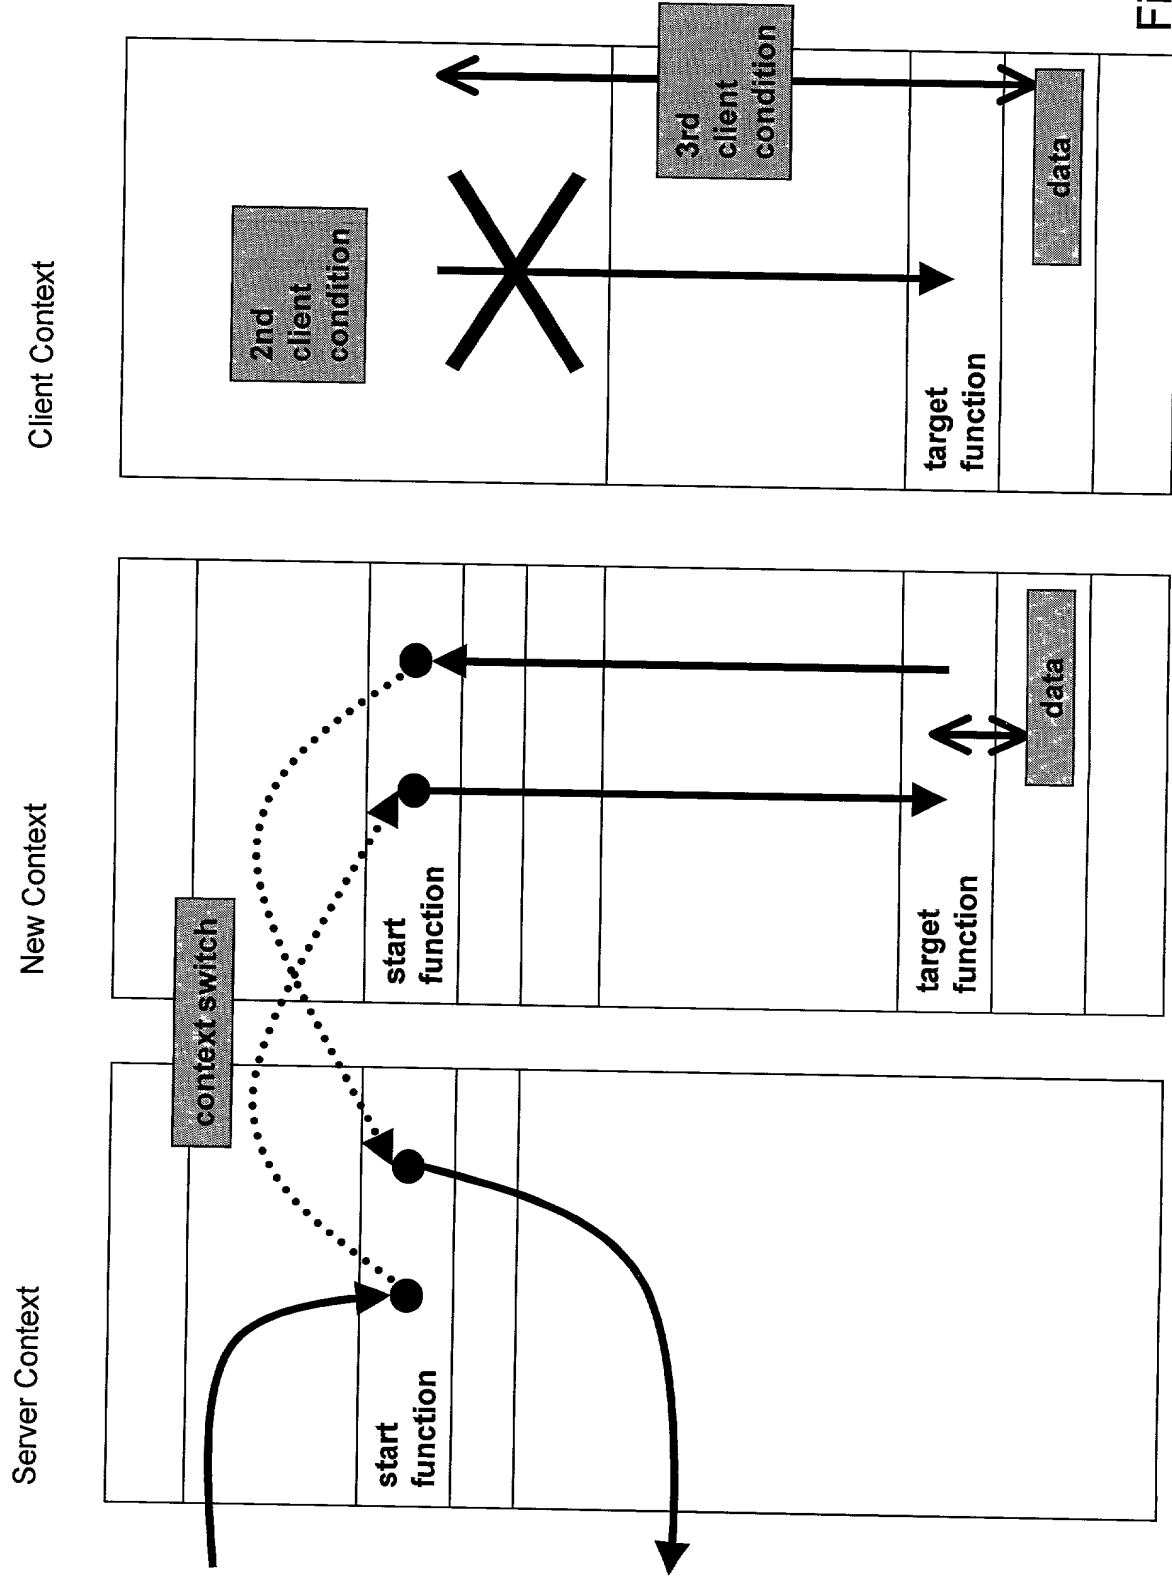 Server Context
New Context
Client Context
context switch
2nd
client
condition
3rd
client
condition
start
function
start
function
target
function
target
function
data
data
Fi